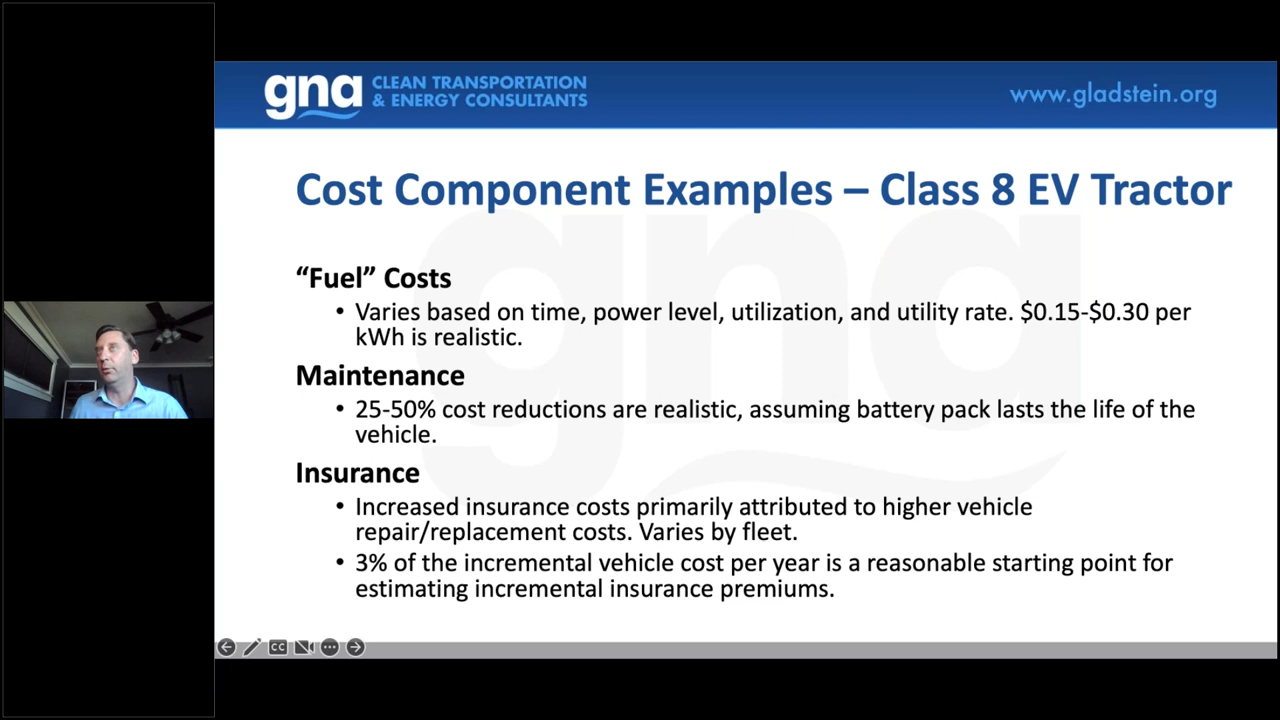 gna CLEAN TRANSPORTATION
& ENERGY CONSULTANTS
www.gladstein.org
Cost Component Examples – Class 8 EV Tractor
“Fuel” Costs
• Varies based on time, power level, utilization, and utility rate. $0.15-$0.30 per
kWh is realistic.
Maintenance
• 25-50% cost reductions are realistic, assuming battery pack lasts the life of the
vehicle.
Insurance
• Increased insurance costs primarily attributed to higher vehicle
repair/replacement costs. Varies by fleet.
• 3% of the incremental vehicle cost per year is a reasonable starting point for
estimating incremental insurance premiums.
gna
CC